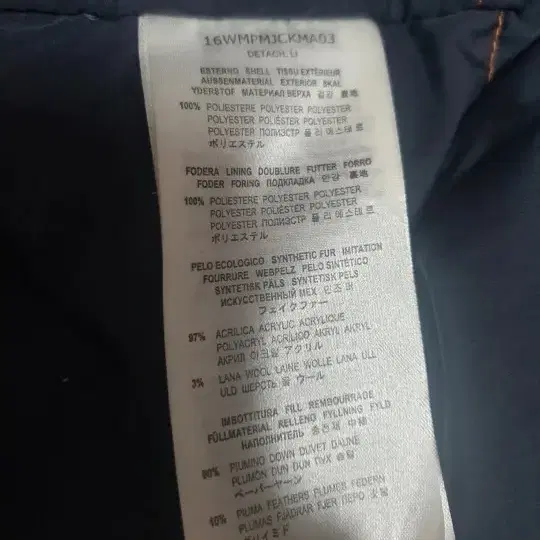 16WMPMJCKMA03
DETACH. LI
ESTERNO SHELL TISSU EXTÉRIEUR
AUSSENMATERIAL EXTERIOR SKAL
YDERSTOF МАТЕРИАЛ ВЕРХА 겉감 表地
100% POLIESTERE POLYESTER POLYESTER
POLYESTER POLIÉSTER POLYESTER
POLYESTER ПОЛИЭСТР 폴리에스테르
ポリエステル
FODERA LINING DOUBLURE FUTTER FORRO
FODER FORING ПОДКЛАДКА 안감 裏地
100% POLIESTERE POLYESTER POLYESTER
POLYESTER POLIÉSTER POLYESTER
POLYESTER ПОЛИЭСТР 폴리에스테르
ポリエステル
PELO ECOLOGICO SYNTHETIC FUR IMITATION
FOURRURE WEBPELZ PELO SINTÉTICO
SYNTETISK PÄLS SYNTETISK PELS
ИСКУССТВЕННЫЙ МЕХ 인조 퍼
フェイクファー
97% ACRILICA ACRYLIC ACRYLIQUE
POLYACRYL ACRÍLICO AKRYL AKRYL
АКРИЛ 아크릴 アクリル
3% LANA WOOL LAINE WOLLE LANA ULL
ULD ШЕРСТЬ 울 ウール
IMBOTTITURA FILL REMBOURRADE
FÜLLMATERIAL RELLENO FYLLNING FYLD
НАПОЛНИТЕЛЬ 충전재 中綿
90% PIUMINO DOWN DUVET DAUNE
PLUMÓN DUN DUN ПУХ 솜털
10% PIUMA FEATHERS PLUMES FEDERN
PLUMAS FJÄDRAR FJER ПЕРО 깃털